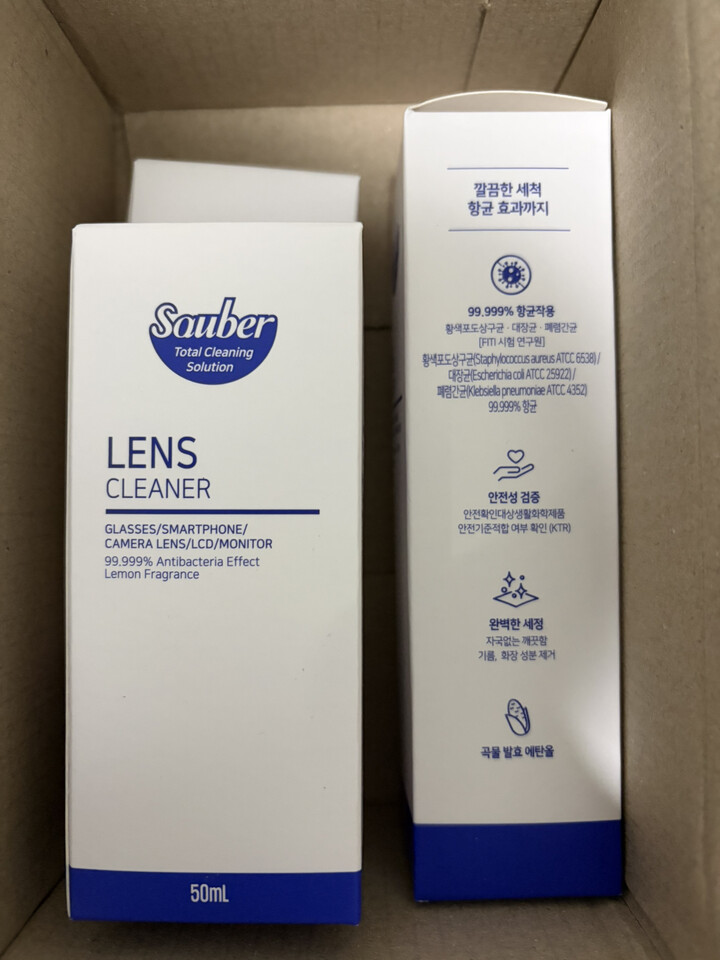 Sauber
Total Cleaning
Solution
LENS
CLEANER
GLASSES/SMARTPHONE/
CAMERA LENS/LCD/MONITOR
99.999% Antibacteria Effect
Lemon Fragrance
50mL
깔끔한 세척
항균 효과까지
99.999% 항균작용
황색포도상구균 · 대장균 · 폐렴간균
[FITI 시험 연구원]
황색포도상구균(Staphylococcus aureus ATCC 6538) /
대장균(Escherichia coli ATCC 25922) /
폐렴간균(Klebsiella pneumoniae ATCC 4352)
99.999% 항균
안전성 검증
안전확인대상생활화학제품
안전기준적합 여부 확인 (KTR)
완벽한 세정
자국없는 깨끗함
기름, 화장 성분 제거
곡물 발효 에탄올